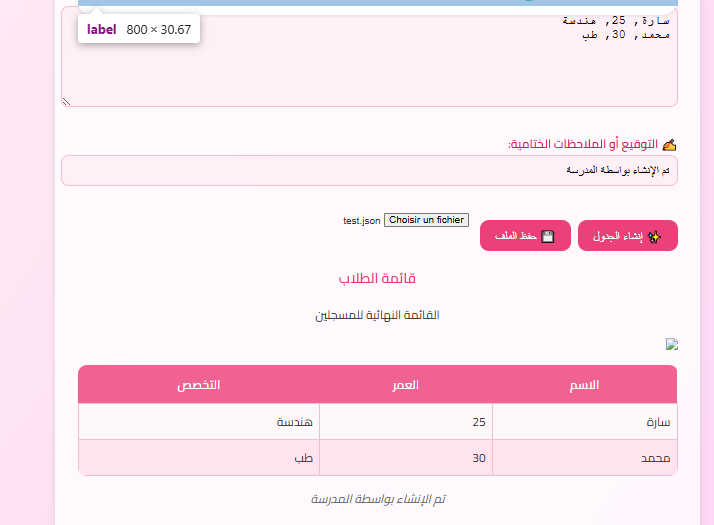 label 800 × 30.67
سارة, 25, هندسة
محمد, 30, طب
✍️ التوقيع أو الملاحظات الختامية:
تم الإنشاء بواسطة المدرسة
✨ إنشاء الجدول
💾 حفظ الملف
Choisir un fichier test.json
قائمة الطلاب
القائمة النهائية للمسجلين
الاسم العمر التخصص
سارة 25 هندسة
محمد 30 طب
تم الإنشاء بواسطة المدرسة